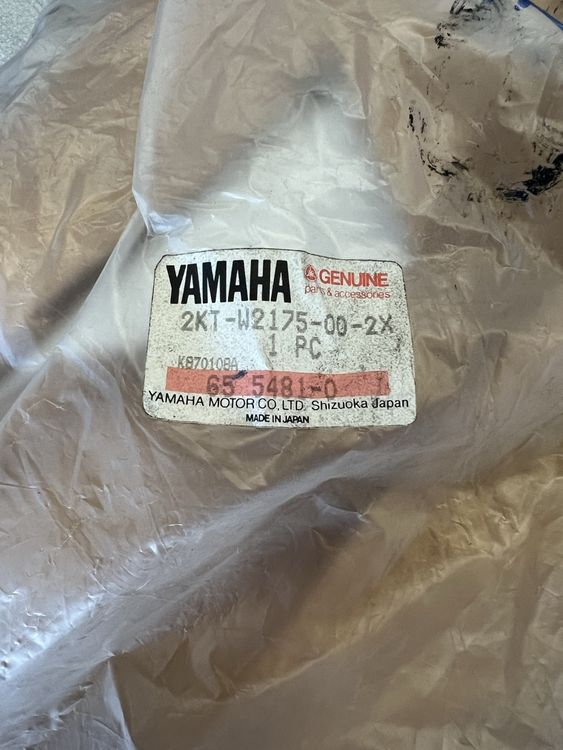 YAMAHA GENUINE
parts & accessories
2KT-W2175-00-2X
1 PC
K870108A
65 5481-0 1
YAMAHA MOTOR CO.,LTD. Shizuoka Japan
MADE IN JAPAN